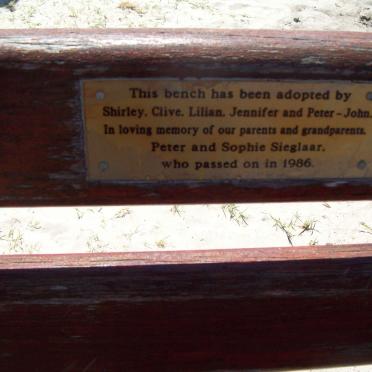 This bench has been adopted by
Shirley, Clive, Lilian, Jennifer and Peter-John.
In loving memory of our parents and grandparents,
Peter and Sophie Sieglaar,
who passed on in 1986.